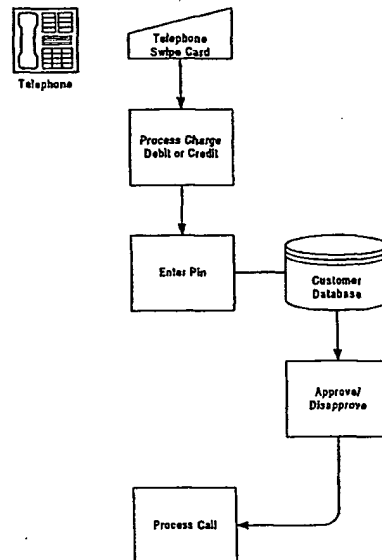 Telephone
Telephone
Swipe Card
Process Charge
Debit or Credit
Enter Pin
Customer
Database
Approve/
Disapprove
Process Call